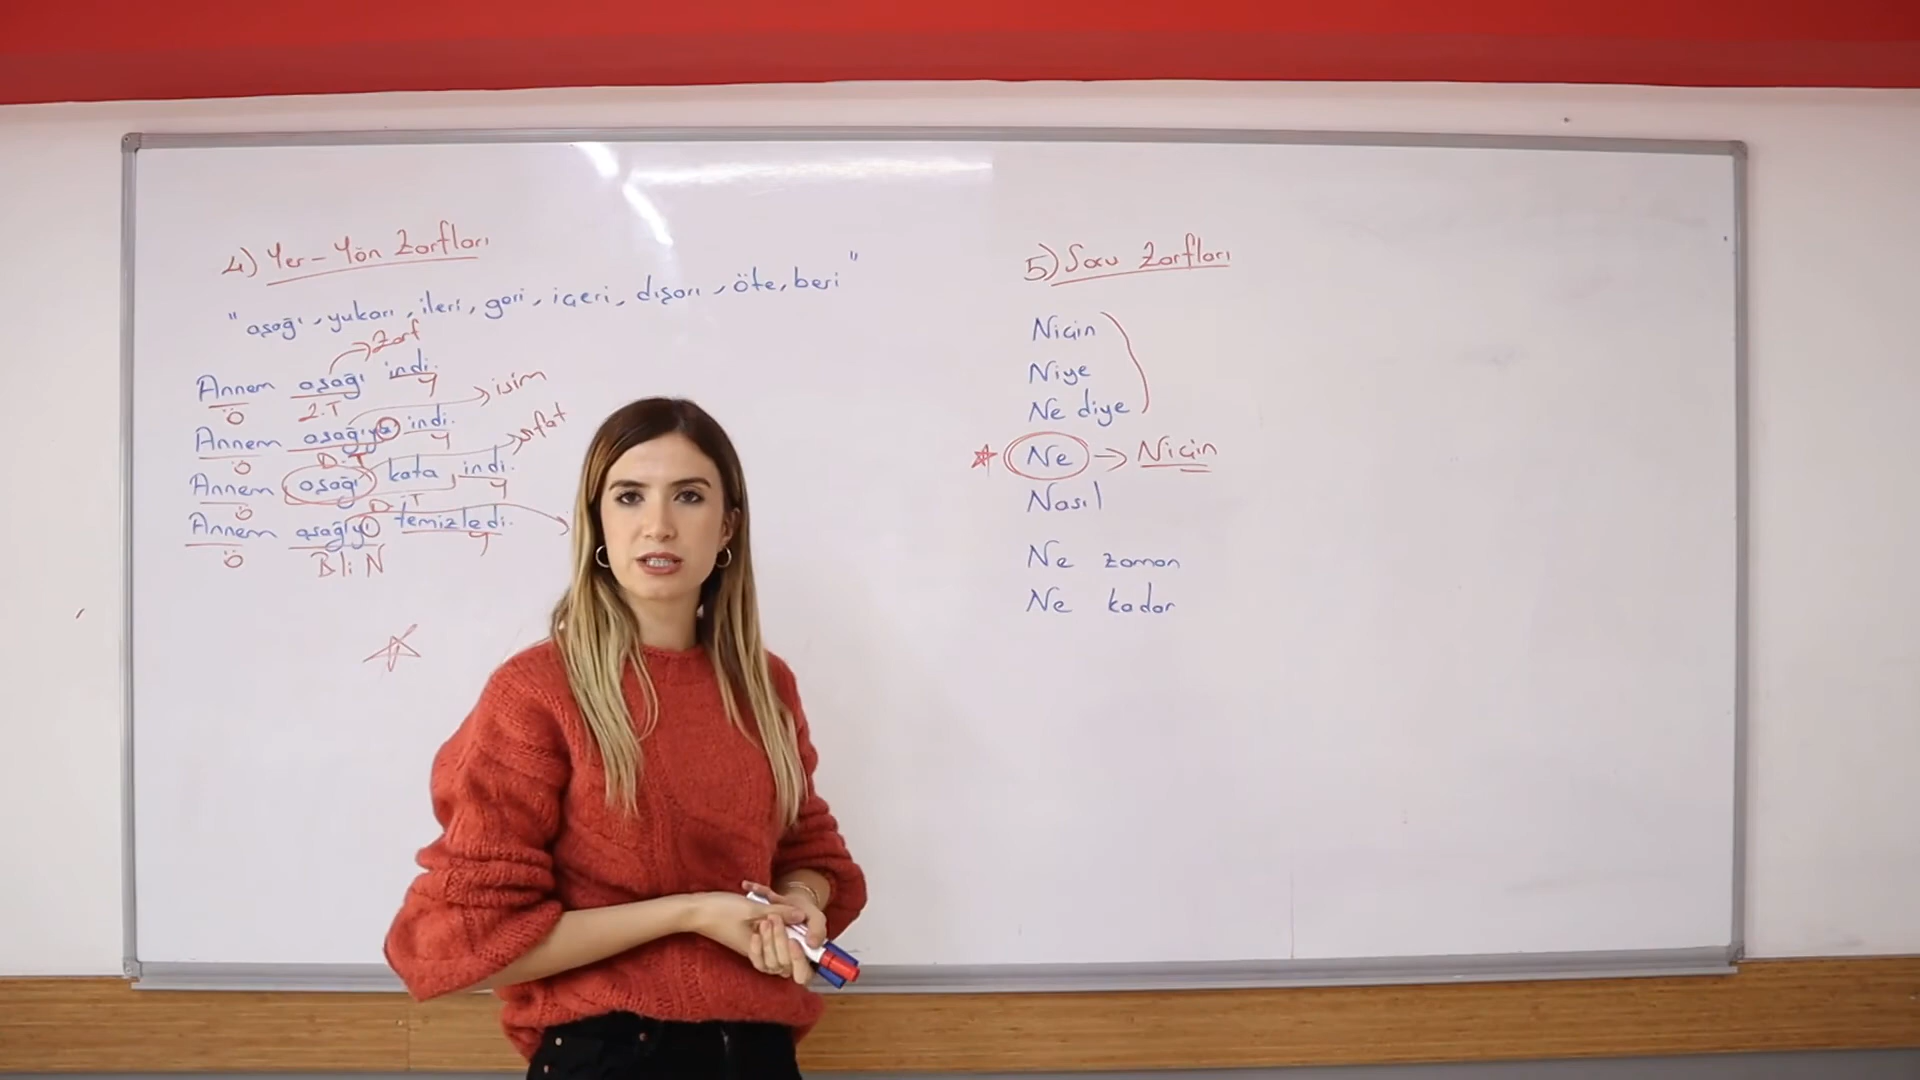 4) Yer - Yön Zarfları
"aşağı, yukarı, ileri, geri, içeri, dışarı, öte, beri"
Zarf
Annem aşağı indi.
Ö Z.T Y
isim
Annem aşağıya indi.
Ö D.T Y
sıfat
Annem aşağı kata indi.
Ö D.T Y
Annem aşağıyı temizledi.
Ö Bli N Y
5) Soru Zarfları
Niçin
Niye
Ne diye
Ne → Niçin
Nasıl
Ne zaman
Ne kadar